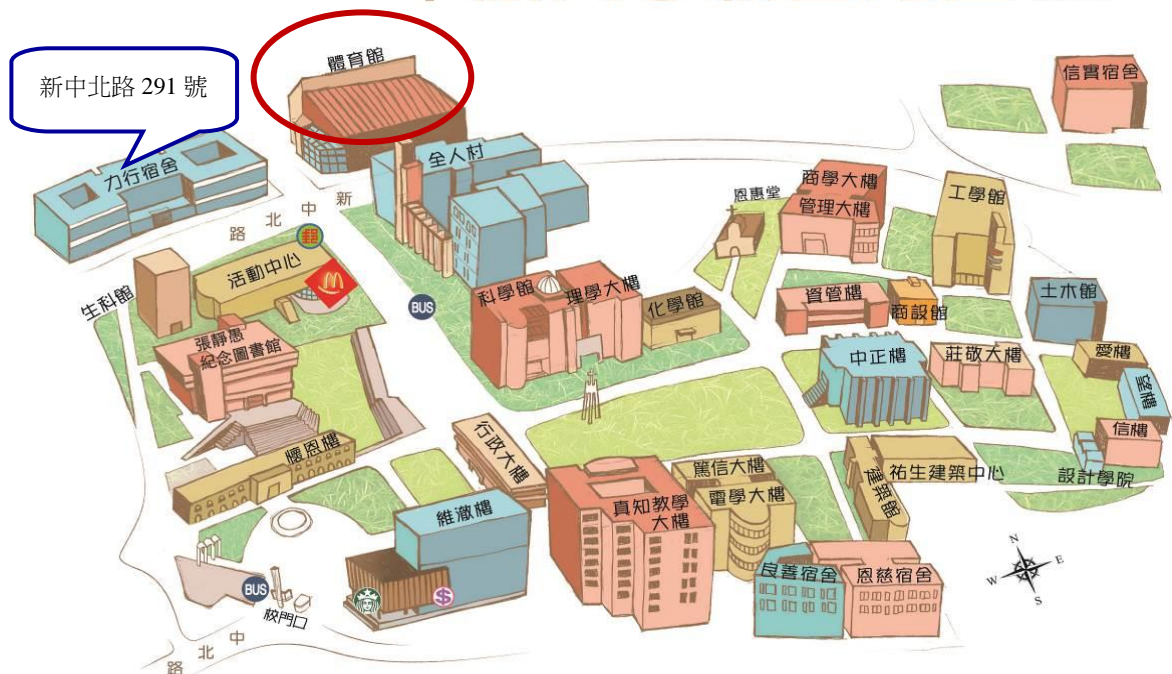 體育館
新中北路 291 號
信實宿舍
力行宿舍
全人村
新中北路
恩惠堂
商學大樓
管理大樓
工學館
郵
活動中心
生科館
BUS
科學館
理學大樓
化學館
資管樓
商設館
土木館
張靜愚
紀念圖書館
中正樓
莊敬大樓
愛樓
望樓
信樓
懷恩樓
行政大樓
篤信大樓
電學大樓
真知教學
大樓
建築館
祐生建築中心
設計學院
維澈樓
良善宿舍
恩慈宿舍
N
W
E
S
BUS
$
校門口
中北路